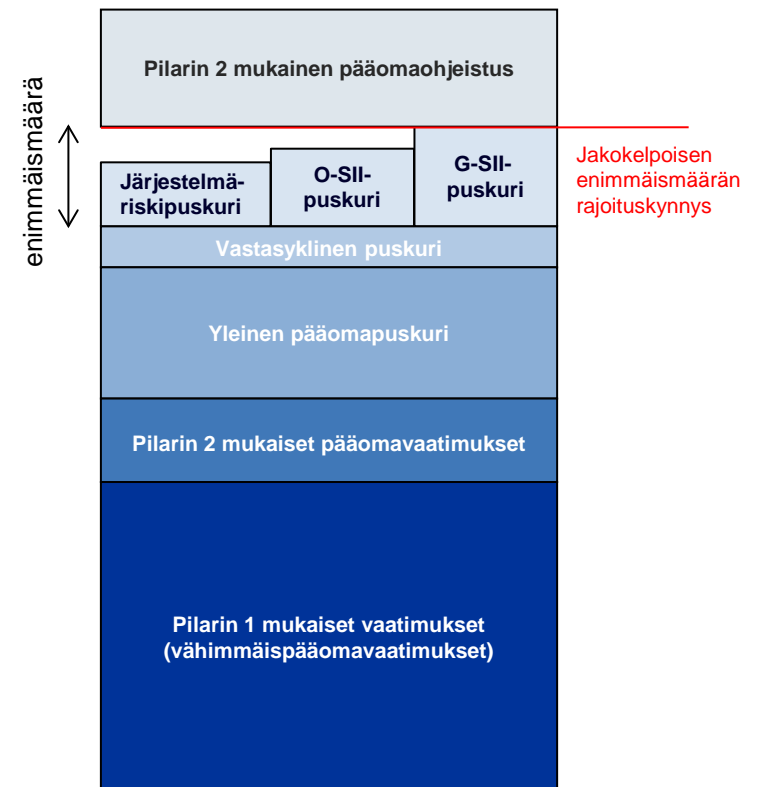 Pilarin 2 mukainen pääomaohjeistus
enimmäismäärä
Järjestelmä-
riskipuskuri
O-SII-
puskuri
G-SII-
puskuri
Jakokelpoisen
enimmäismäärän
rajoituskynnys
Vastasyklinen puskuri
Yleinen pääomapuskuri
Pilarin 2 mukaiset pääomavaatimukset
Pilarin 1 mukaiset vaatimukset
(vähimmäispääomavaatimukset)